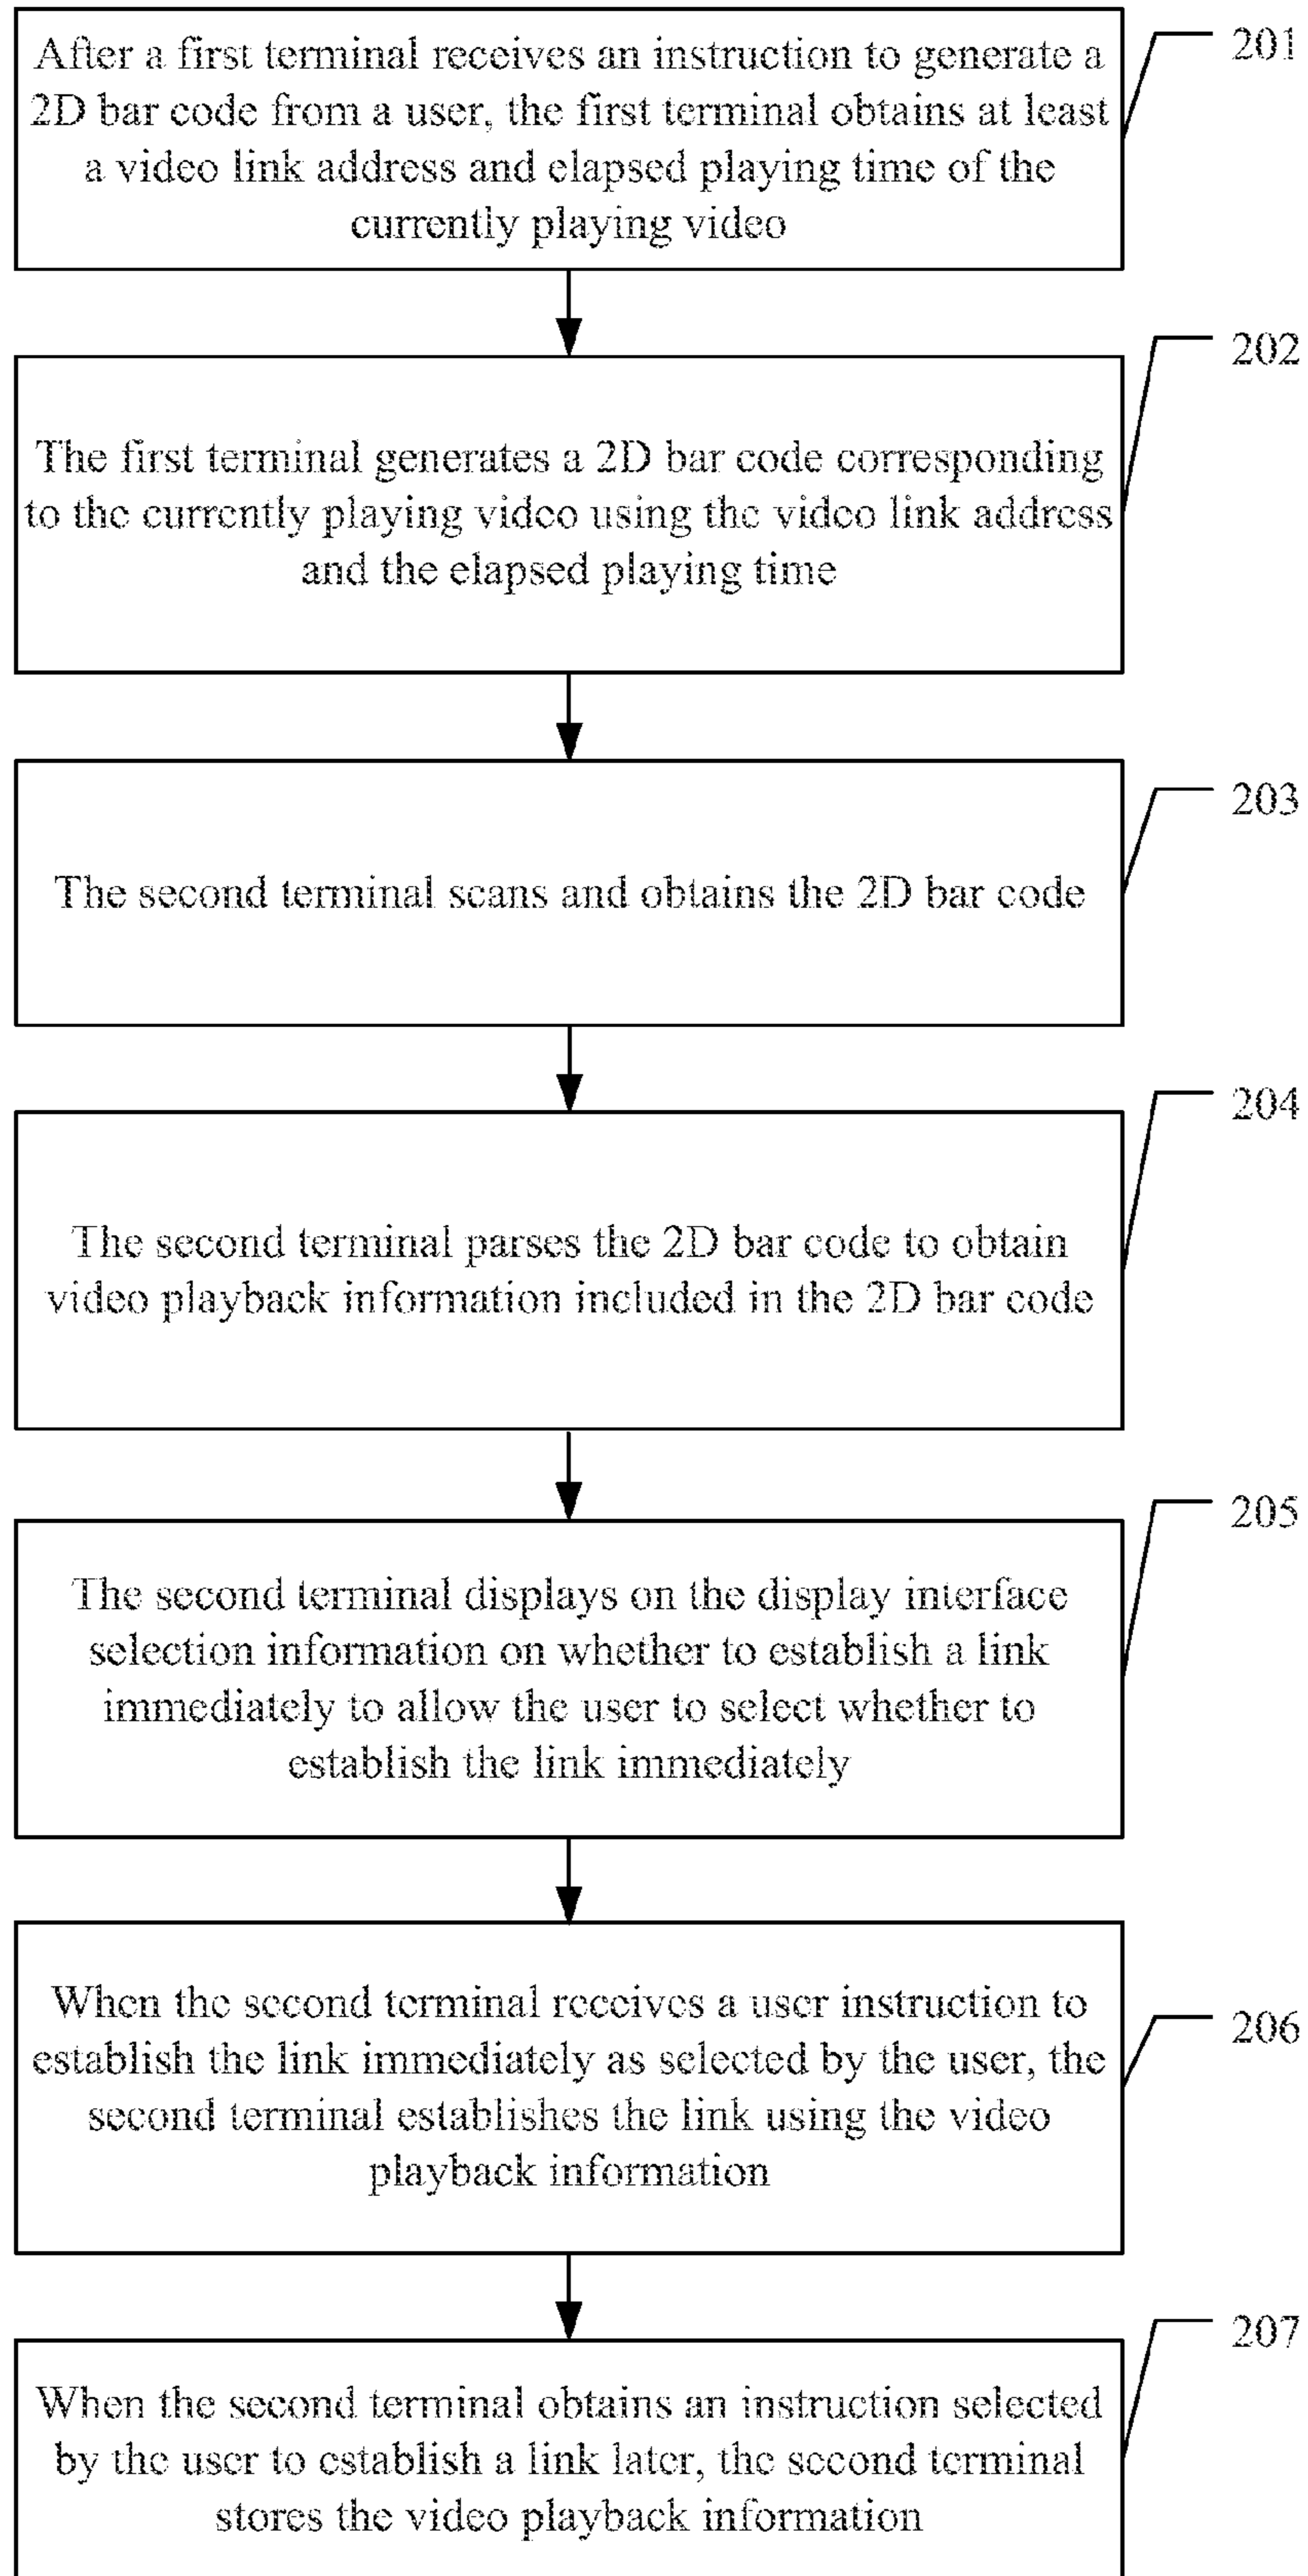 After a first terminal receives an instruction to generate a
2D bar code from a user, the first terminal obtains at least
a video link address and elapsed playing time of the
currently playing video
201
The first terminal generates a 2D bar code corresponding
to the currently playing video using the video link address
and the elapsed playing time
202
The second terminal scans and obtains the 2D bar code
203
The second terminal parses the 2D bar code to obtain
video playback information included in the 2D bar code
204
The second terminal displays on the display interface
selection information on whether to establish a link
immediately to allow the user to select whether to
establish the link immediately
205
When the second terminal receives a user instruction to
establish the link immediately as selected by the user, the
second terminal establishes the link using the video
playback information
206
When the second terminal obtains an instruction selected
by the user to establish a link later, the second terminal
stores the video playback information
207